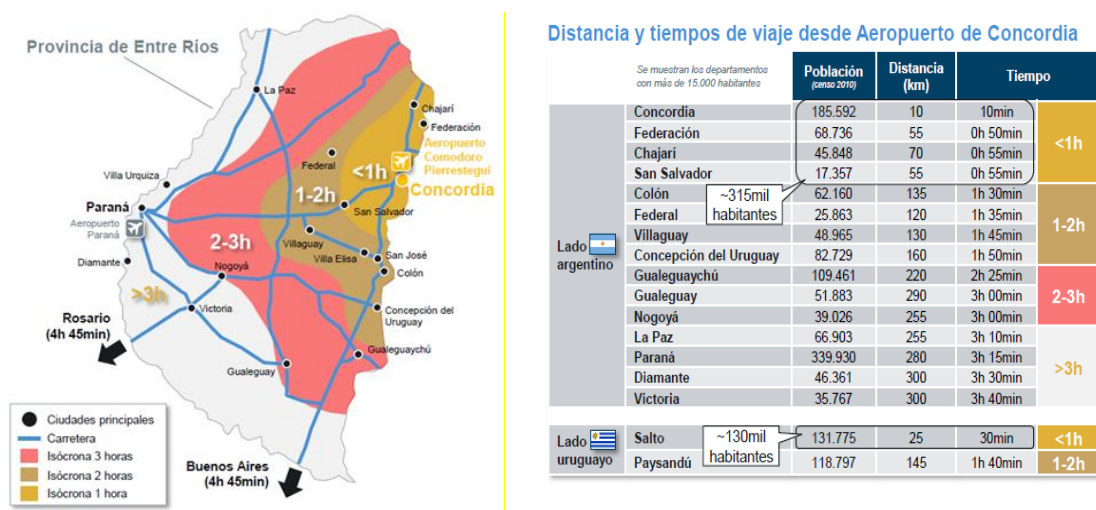 Provincia de Entre Ríos
La Paz
Chajarí
Federación
Aeropuerto
Comodoro
Pierrestegui
Concordia
Federal
<1h
1-2h
San Salvador
Villa Urquiza
Paraná
Aeropuerto
Paraná
2-3h
Villaguay
Villa Elisa
San José
Colón
Diamante
Nogoyá
>3h
Victoria
Concepción del
Uruguay
Rosario
(4h 45min)
Gualeguaychú
Gualeguay
Buenos Aires
(4h 45min)
Ciudades principales
Carretera
Isócrona 3 horas
Isócrona 2 horas
Isócrona 1 hora
Distancia y tiempos de viaje desde Aeropuerto de Concordia
Se muestran los departamentos
con más de 15.000 habitantes
Población
(censo 2010)
Distancia
(km)
Tiempo
Lado
argentino
Concordia 185.592 10 10min
Federación 68.736 55 0h 50min
Chajarí 45.848 70 0h 55min
San Salvador 17.357 55 0h 55min
<1h
~315mil
habitantes
Colón 62.160 135 1h 30min
Federal 25.863 120 1h 35min
Villaguay 48.965 130 1h 45min
Concepción del Uruguay 82.729 160 1h 50min
1-2h
Gualeguaychú 109.461 220 2h 25min
Gualeguay 51.883 290 3h 00min
Nogoyá 39.026 255 3h 00min
2-3h
La Paz 66.903 255 3h 10min
Paraná 339.930 280 3h 15min
Diamante 46.361 300 3h 30min
Victoria 35.767 300 3h 40min
>3h
Lado
uruguayo
Salto 131.775 25 30min <1h
~130mil
habitantes
Paysandú 118.797 145 1h 40min 1-2h